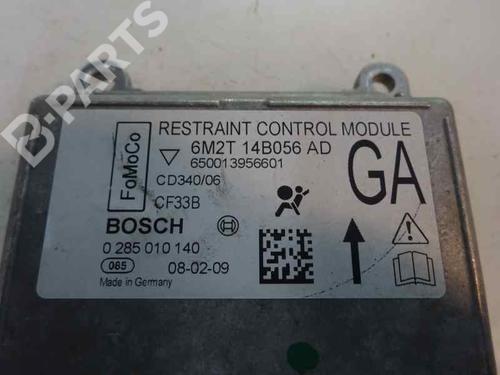 B-PARTS
FoMoCo
RESTRAINT CONTROL MODULE
6M2T 14B056 AD
650013956601
CD340/06
CF33B
GA
BOSCH
0 285 010 140
085
08-02-09
Made in Germany